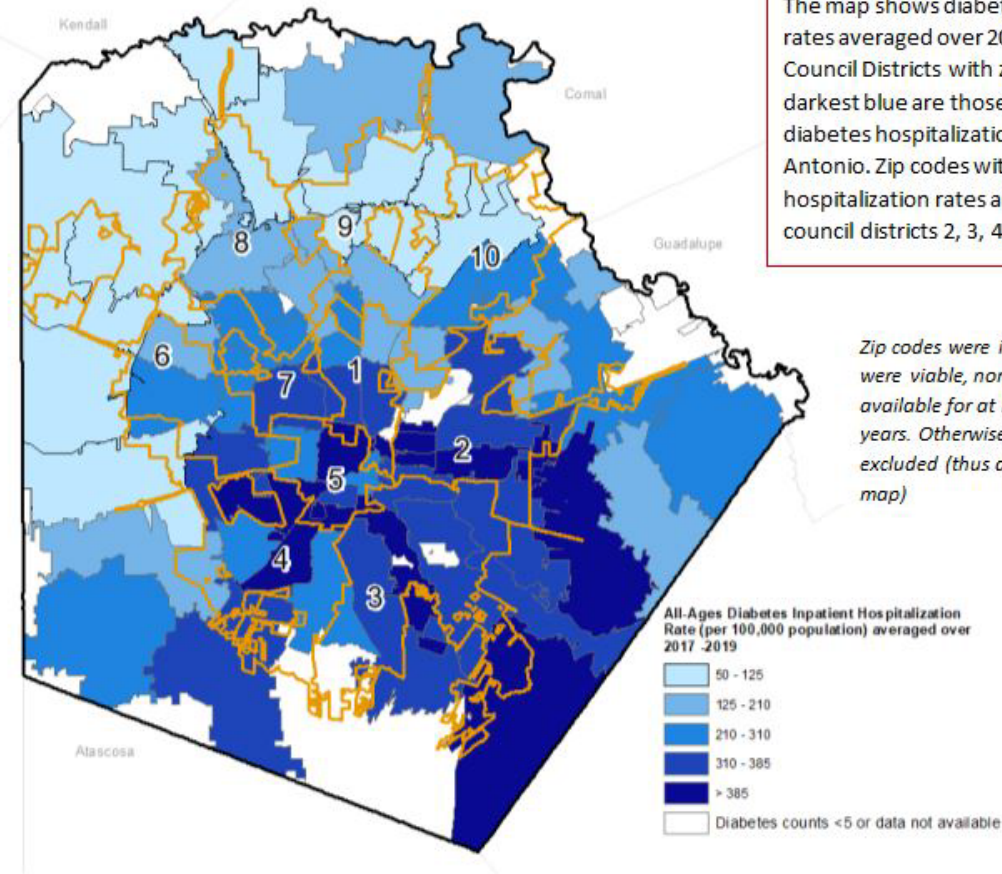 Kendall
Comal
Guadalupe
Atascosa
8
9
10
6
7
1
2
5
4
3
The map shows diabet
rates averaged over 20
Council Districts with z
darkest blue are those
diabetes hospitalizatio
Antonio. Zip codes wit
hospitalization rates a
council districts 2, 3, 4
Zip codes were i
were viable, nor
available for at
years. Otherwise
excluded (thus a
map)
All-Ages Diabetes Inpatient Hospitalization
Rate (per 100,000 population) averaged over
2017 -2019
50 - 125
125 - 210
210 - 310
310 - 385
> 385
Diabetes counts <5 or data not available